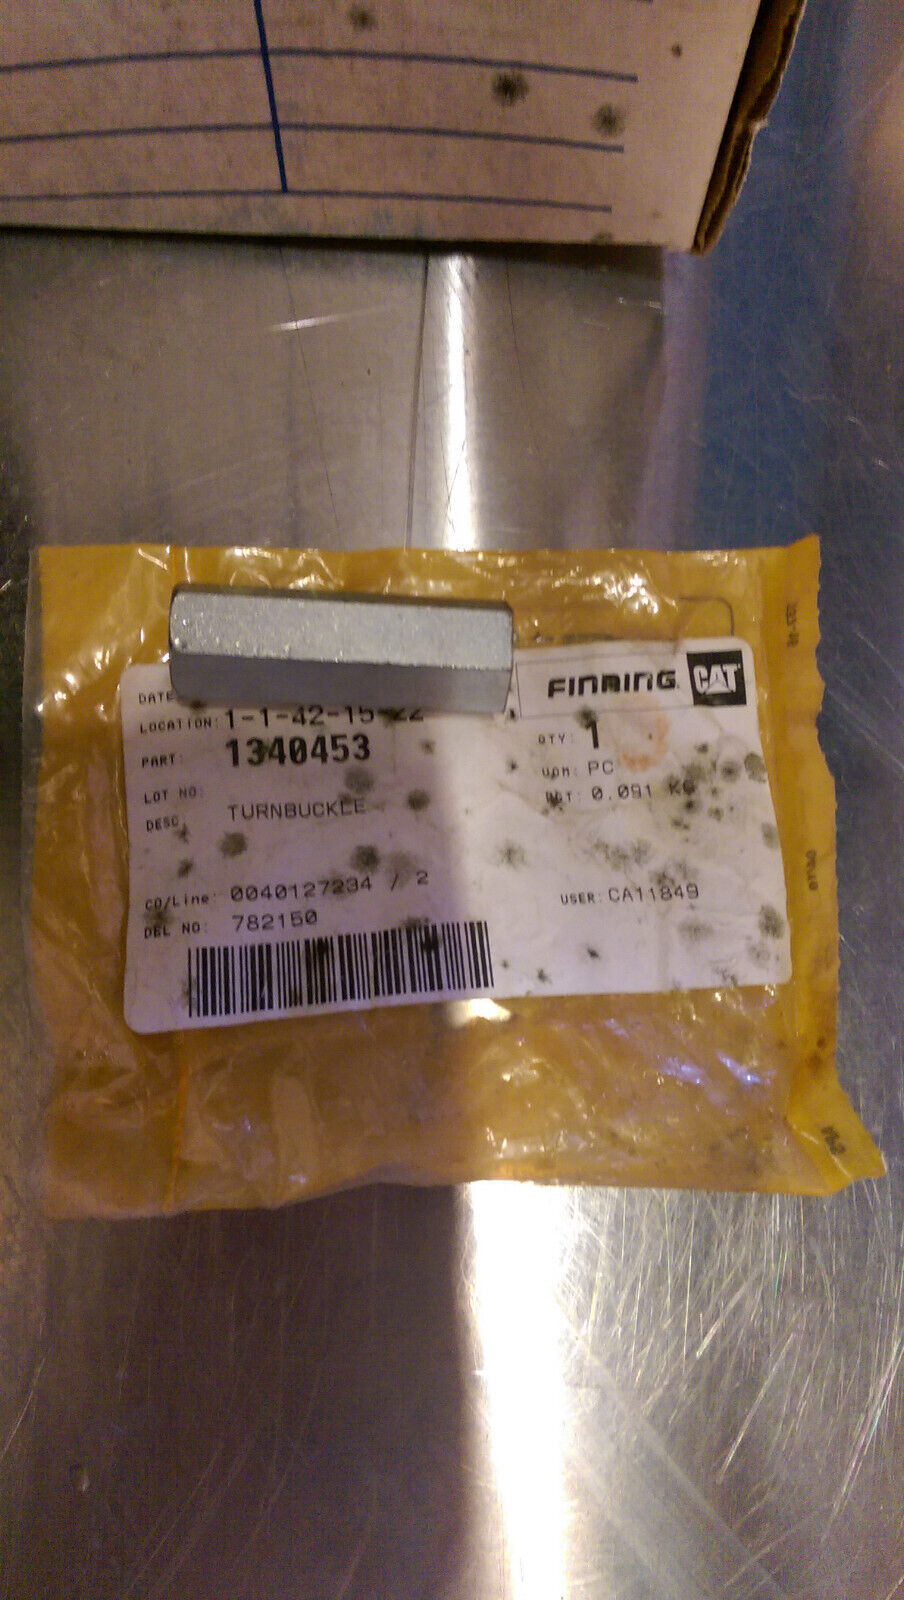 FINNING CAT
DATE
LOCATION: 1-1-42-15-22
PART: 1340453
QTY: 1
UOM: PC
LOT NO:
WGT: 0.091 KG
DESC. TURNBUCKLE
CO/Line: 0040127234 / 2
USER: CA11849
DEL NO: 782150